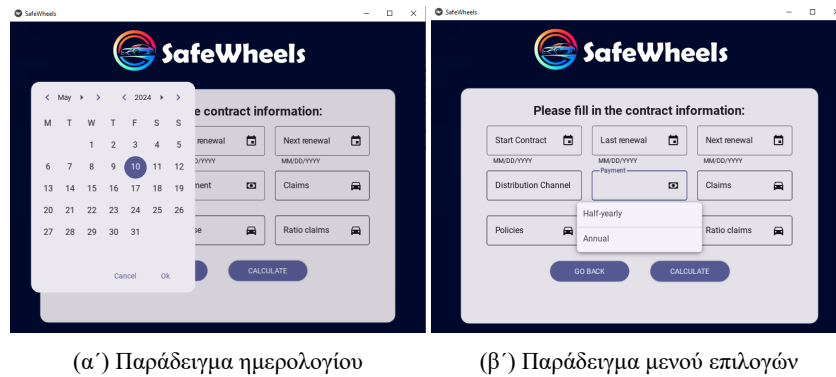 SafeWheels
SafeWheels
< May ▸ > < 2024 ▸ >
M T W T F S S
1 2 3 4 5
6 7 8 9 10 11 12
13 14 15 16 17 18 19
20 21 22 23 24 25 26
27 28 29 30 31
Cancel Ok
e contract information:
renewal Next renewal
D/YYYY MM/DD/YYYY
ment Claims
se Ratio claims
CALCULATE
(α΄) Παράδειγμα ημερολογίου
SafeWheels
SafeWheels
Please fill in the contract information:
Start Contract Last renewal Next renewal
MM/DD/YYYY MM/DD/YYYY MM/DD/YYYY
Payment
Distribution Channel Claims
Half-yearly
Annual
Policies Ratio claims
GO BACK CALCULATE
(β΄) Παράδειγμα μενού επιλογών